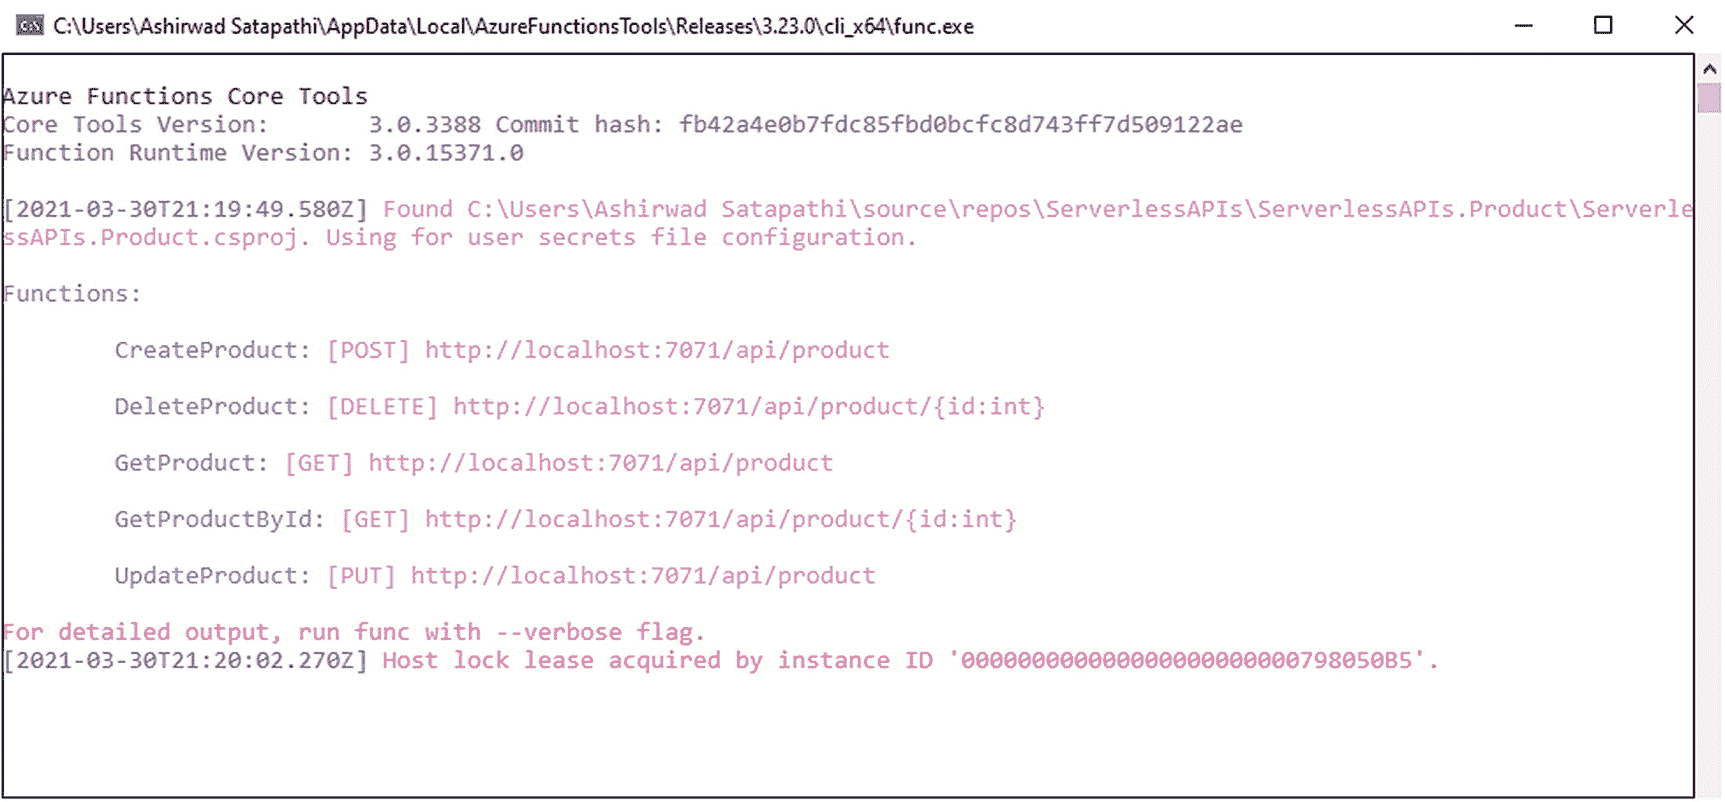 C:\Users\Ashirwad Satapathi\AppData\Local\AzureFunctionsTools\Releases\3.23.0\cli_x64\func.exe
Azure Functions Core Tools
Core Tools Version:       3.0.3388 Commit hash: fb42a4e0b7fdc85fbd0bcfc8d743ff7d509122ae
Function Runtime Version: 3.0.15371.0
[2021-03-30T21:19:49.580Z] Found C:\Users\Ashirwad Satapathi\source\repos\ServerlessAPIs\ServerlessAPIs.Product\Serverle
ssAPIs.Product.csproj. Using for user secrets file configuration.
Functions:
CreateProduct: [POST] http://localhost:7071/api/product
DeleteProduct: [DELETE] http://localhost:7071/api/product/{id:int}
GetProduct: [GET] http://localhost:7071/api/product
GetProductById: [GET] http://localhost:7071/api/product/{id:int}
UpdateProduct: [PUT] http://localhost:7071/api/product
For detailed output, run func with --verbose flag.
[2021-03-30T21:20:02.270Z] Host lock lease acquired by instance ID '000000000000000000000000798050B5'.